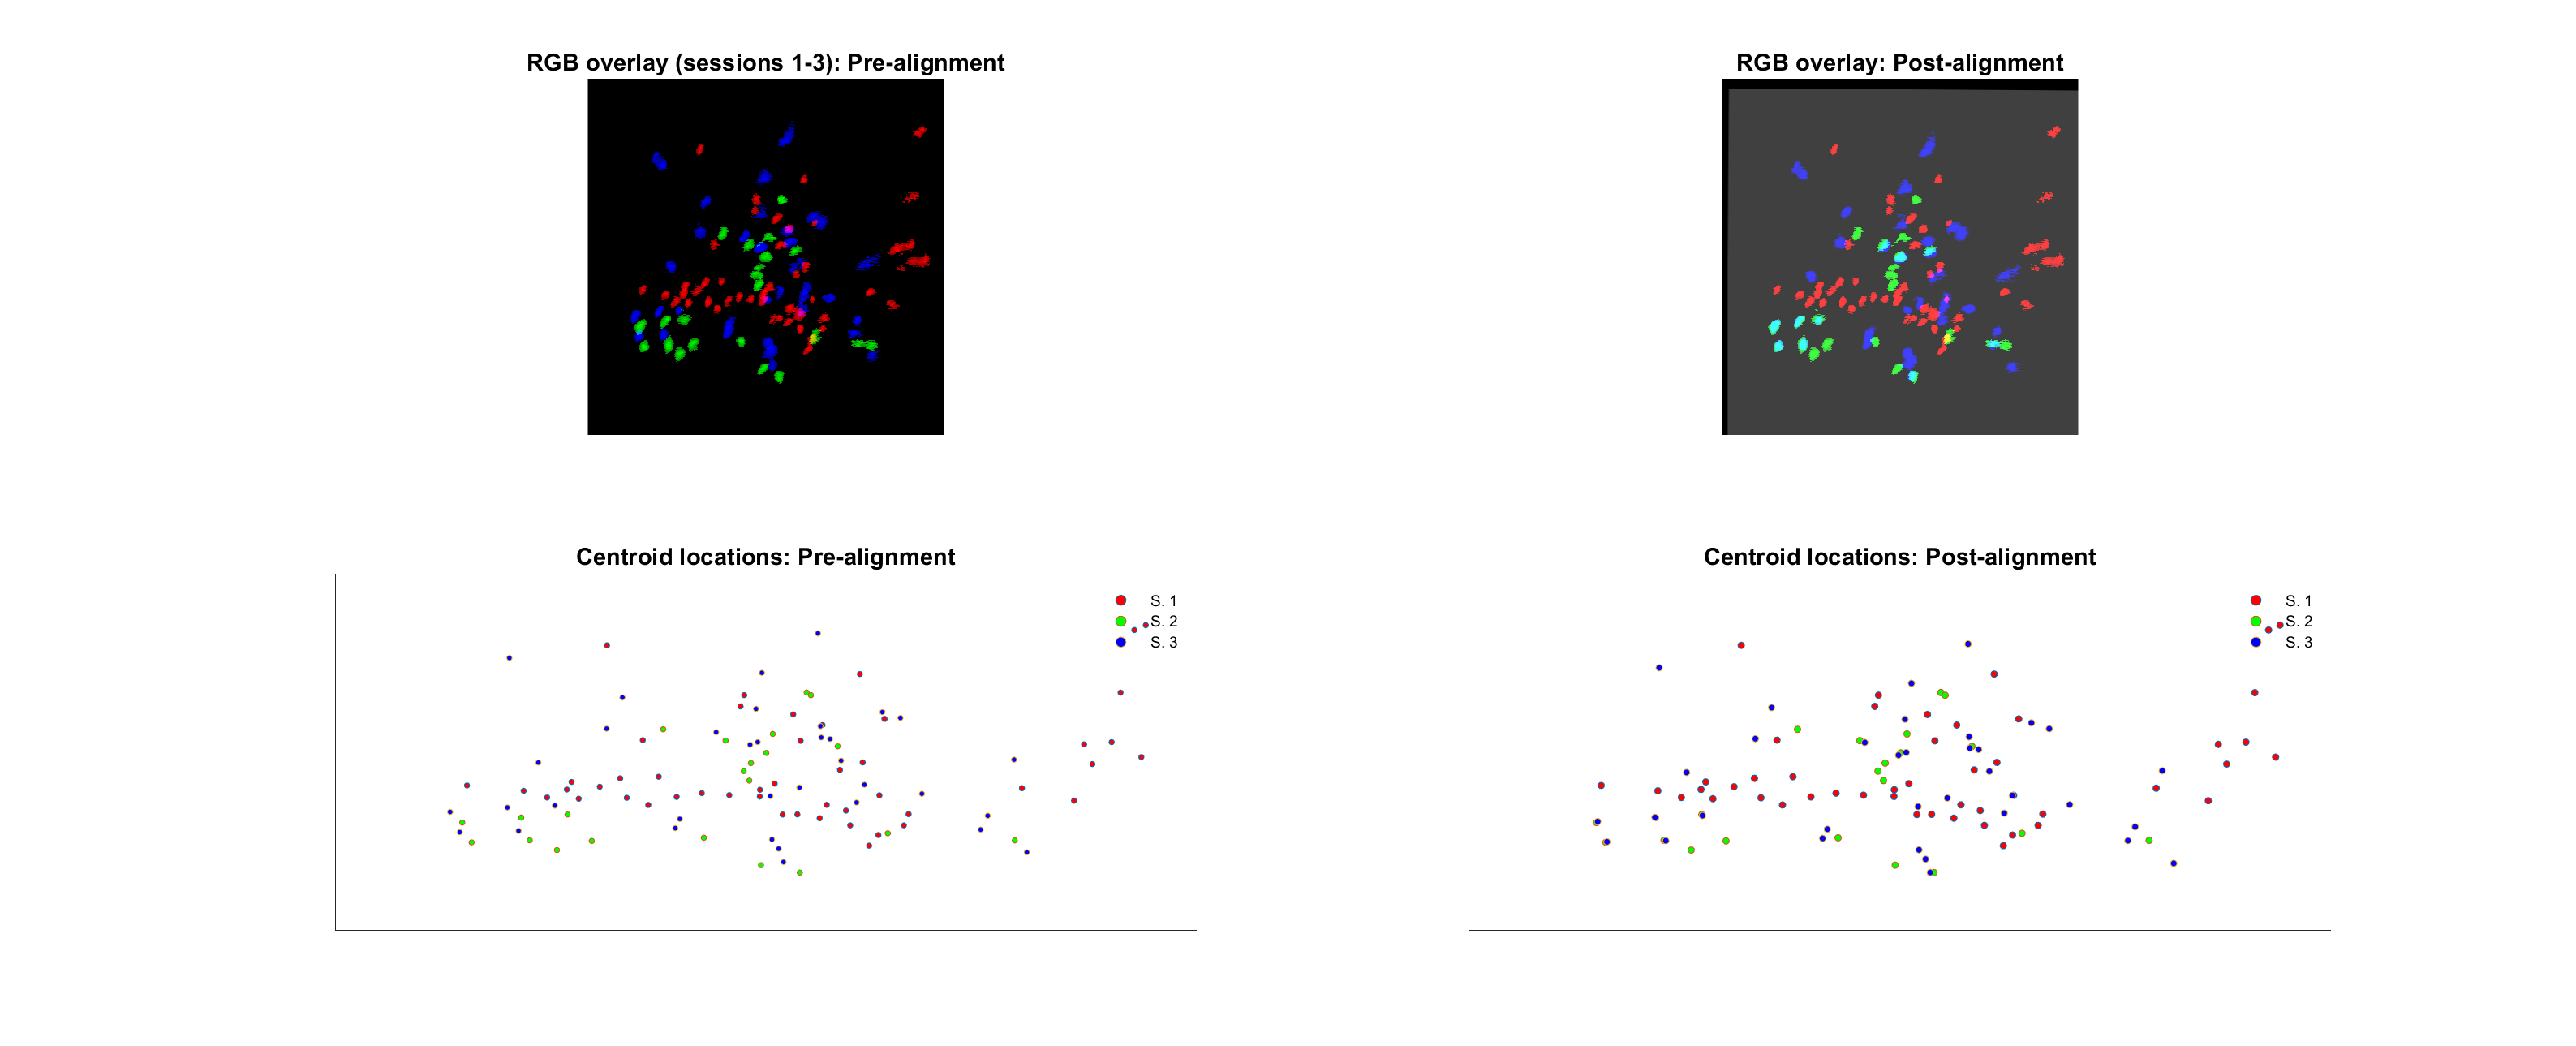 RGB overlay (sessions 1-3): Pre-alignment
RGB overlay: Post-alignment
Centroid locations: Pre-alignment
S. 1
S. 2
S. 3
Centroid locations: Post-alignment
S. 1
S. 2
S. 3